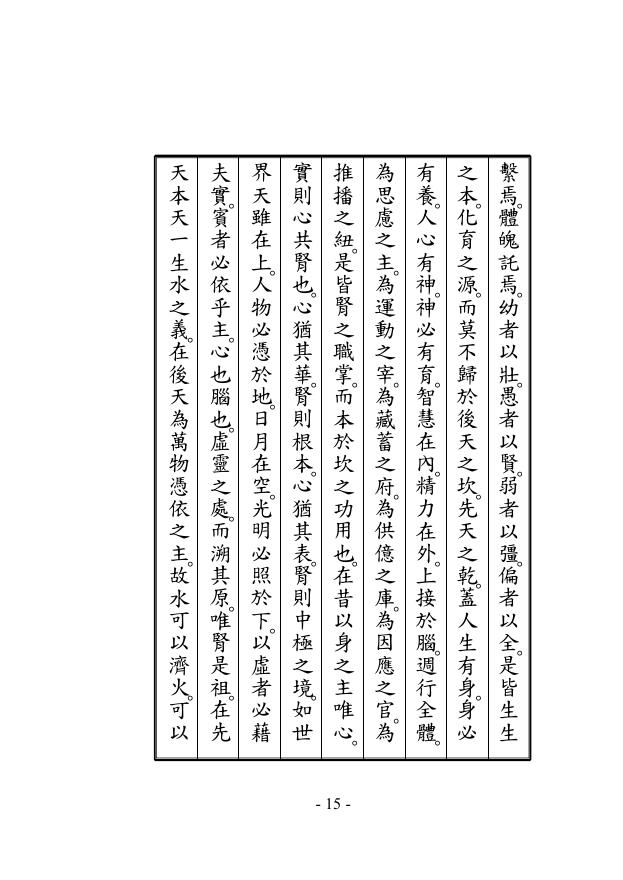 繫焉。體魄託焉。幼者以壯。愚者以賢。弱者以彊。偏者以全。是皆生生
之本。化育之源。而莫不歸於後天之坎。先天之乾。蓋人生有身。身必
有養。人心有神。神必有育。智慧在內。精力在外。上接於腦。週行全體。
為思慮之主。為運動之宰。為藏蓄之府。為供億之庫。為因應之官。為
推播之紐。是皆腎之職掌。而本於坎之功用也。在昔以身之主唯心。
實則心共腎也。心猶其華。腎則根本。心猶其表。腎則中極之境。如世
界天雖在上。人物必憑於地。日月在空。光明必照於下。以虛者必藉
夫實。賓者必依乎主。心也腦也。虛靈之處。而溯其原。唯腎是祖。在先
天本天一生水之義。在後天為萬物憑依之主。故水可以濟火。可以
- 15 -